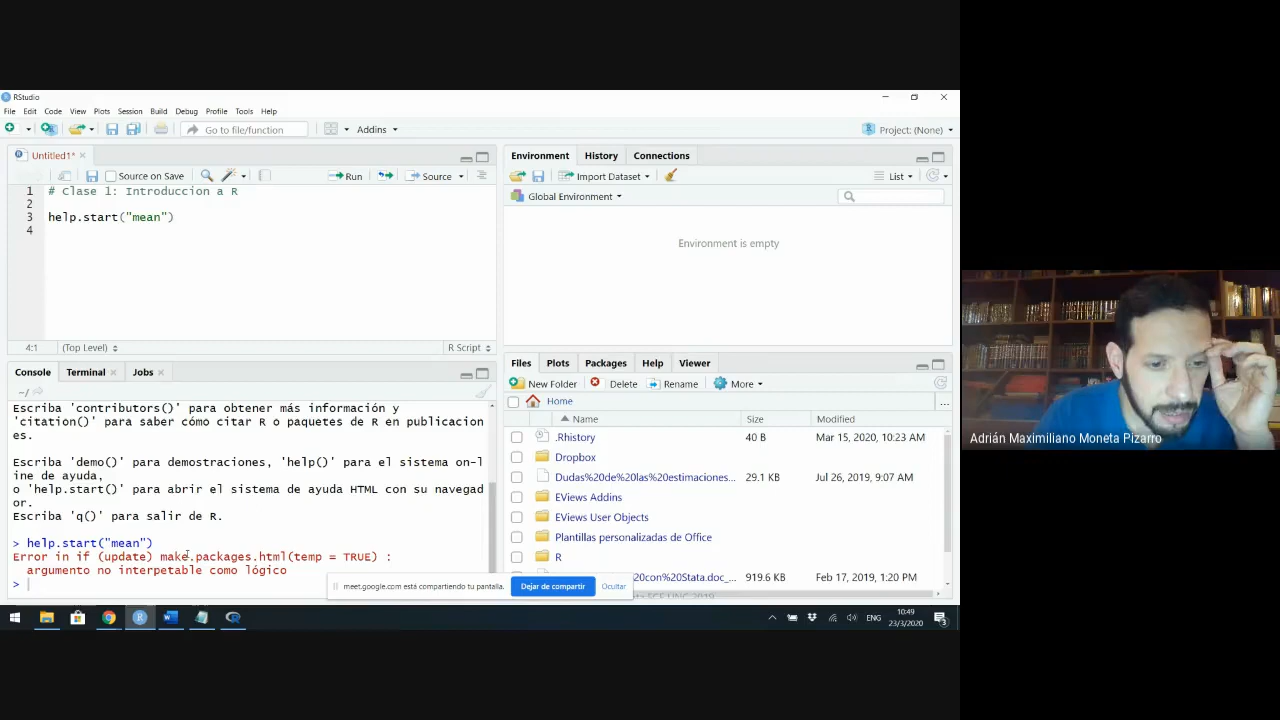 RStudio
File Edit Code View Plots Session Build Debug Profile Tools Help
Go to file/function Addins Project: (None)
Untitled1*
Source on Save Run Source
1 # Clase 1: Introduccion a R
2
3 help.start("mean")
4
4:1 (Top Level) R Script
Console Terminal Jobs
~/
Escriba 'contributors()' para obtener más información y
'citation()' para saber cómo citar R o paquetes de R en publicacion
es.
Escriba 'demo()' para demostraciones, 'help()' para el sistema on-l
ine de ayuda,
o 'help.start()' para abrir el sistema de ayuda HTML con su navegad
or.
Escriba 'q()' para salir de R.
> help.start("mean")
Error in if (update) make.packages.html(temp = TRUE) :
argumento no interpetable como lógico
>
Environment History Connections
Import Dataset List
Global Environment
Environment is empty
Files Plots Packages Help Viewer
New Folder Delete Rename More
Home ...
Name Size Modified
.Rhistory 40 B Mar 15, 2020, 10:23 AM
Dropbox
Dudas%20de%20las%20estimaciones... 29.1 KB Jul 26, 2019, 9:07 AM
EViews Addins
EViews User Objects
Plantillas personalizadas de Office
R
20con%20Stata.doc_... 919.6 KB Feb 17, 2019, 1:20 PM
meet.google.com está compartiendo tu pantalla. Dejar de compartir Ocultar
ENG 10:49
23/3/2020
3
Adrián Maximiliano Moneta Pizarro